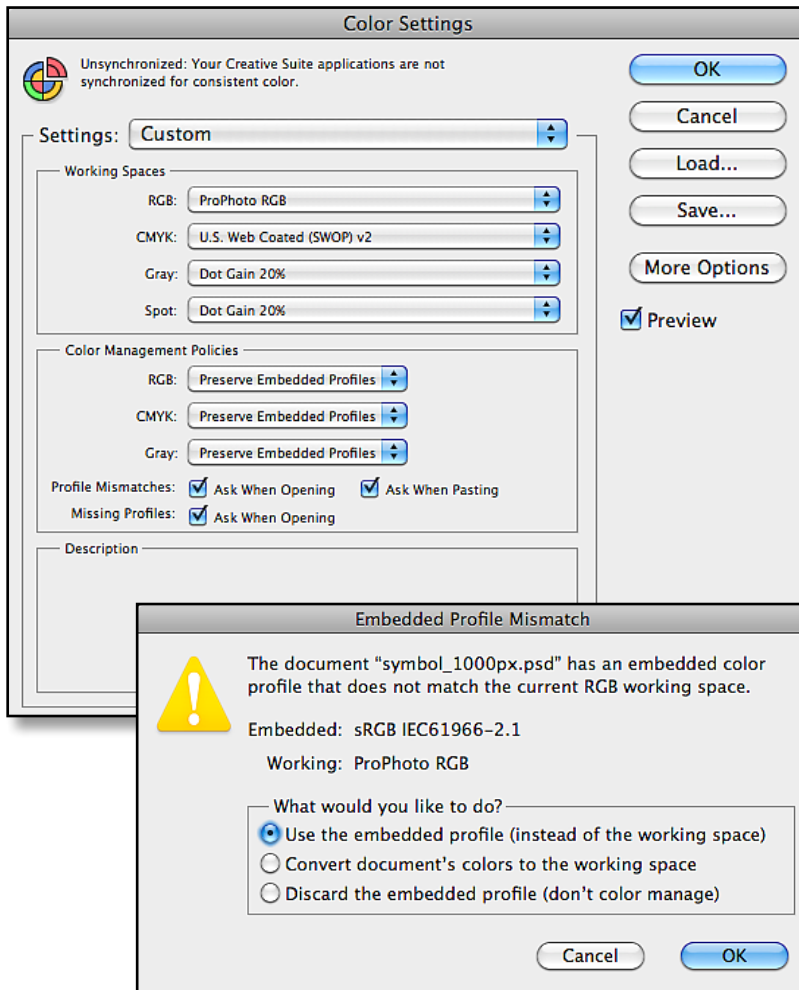 Color Settings
Unsynchronized: Your Creative Suite applications are not
synchronized for consistent color.
OK
Cancel
Load...
Save...
More Options
Preview
Settings: Custom
Working Spaces
RGB: ProPhoto RGB
CMYK: U.S. Web Coated (SWOP) v2
Gray: Dot Gain 20%
Spot: Dot Gain 20%
Color Management Policies
RGB: Preserve Embedded Profiles
CMYK: Preserve Embedded Profiles
Gray: Preserve Embedded Profiles
Profile Mismatches: Ask When Opening Ask When Pasting
Missing Profiles: Ask When Opening
Description
Embedded Profile Mismatch
The document “symbol_1000px.psd” has an embedded color
profile that does not match the current RGB working space.
Embedded: sRGB IEC61966-2.1
Working: ProPhoto RGB
What would you like to do?
Use the embedded profile (instead of the working space)
Convert document's colors to the working space
Discard the embedded profile (don't color manage)
Cancel
OK